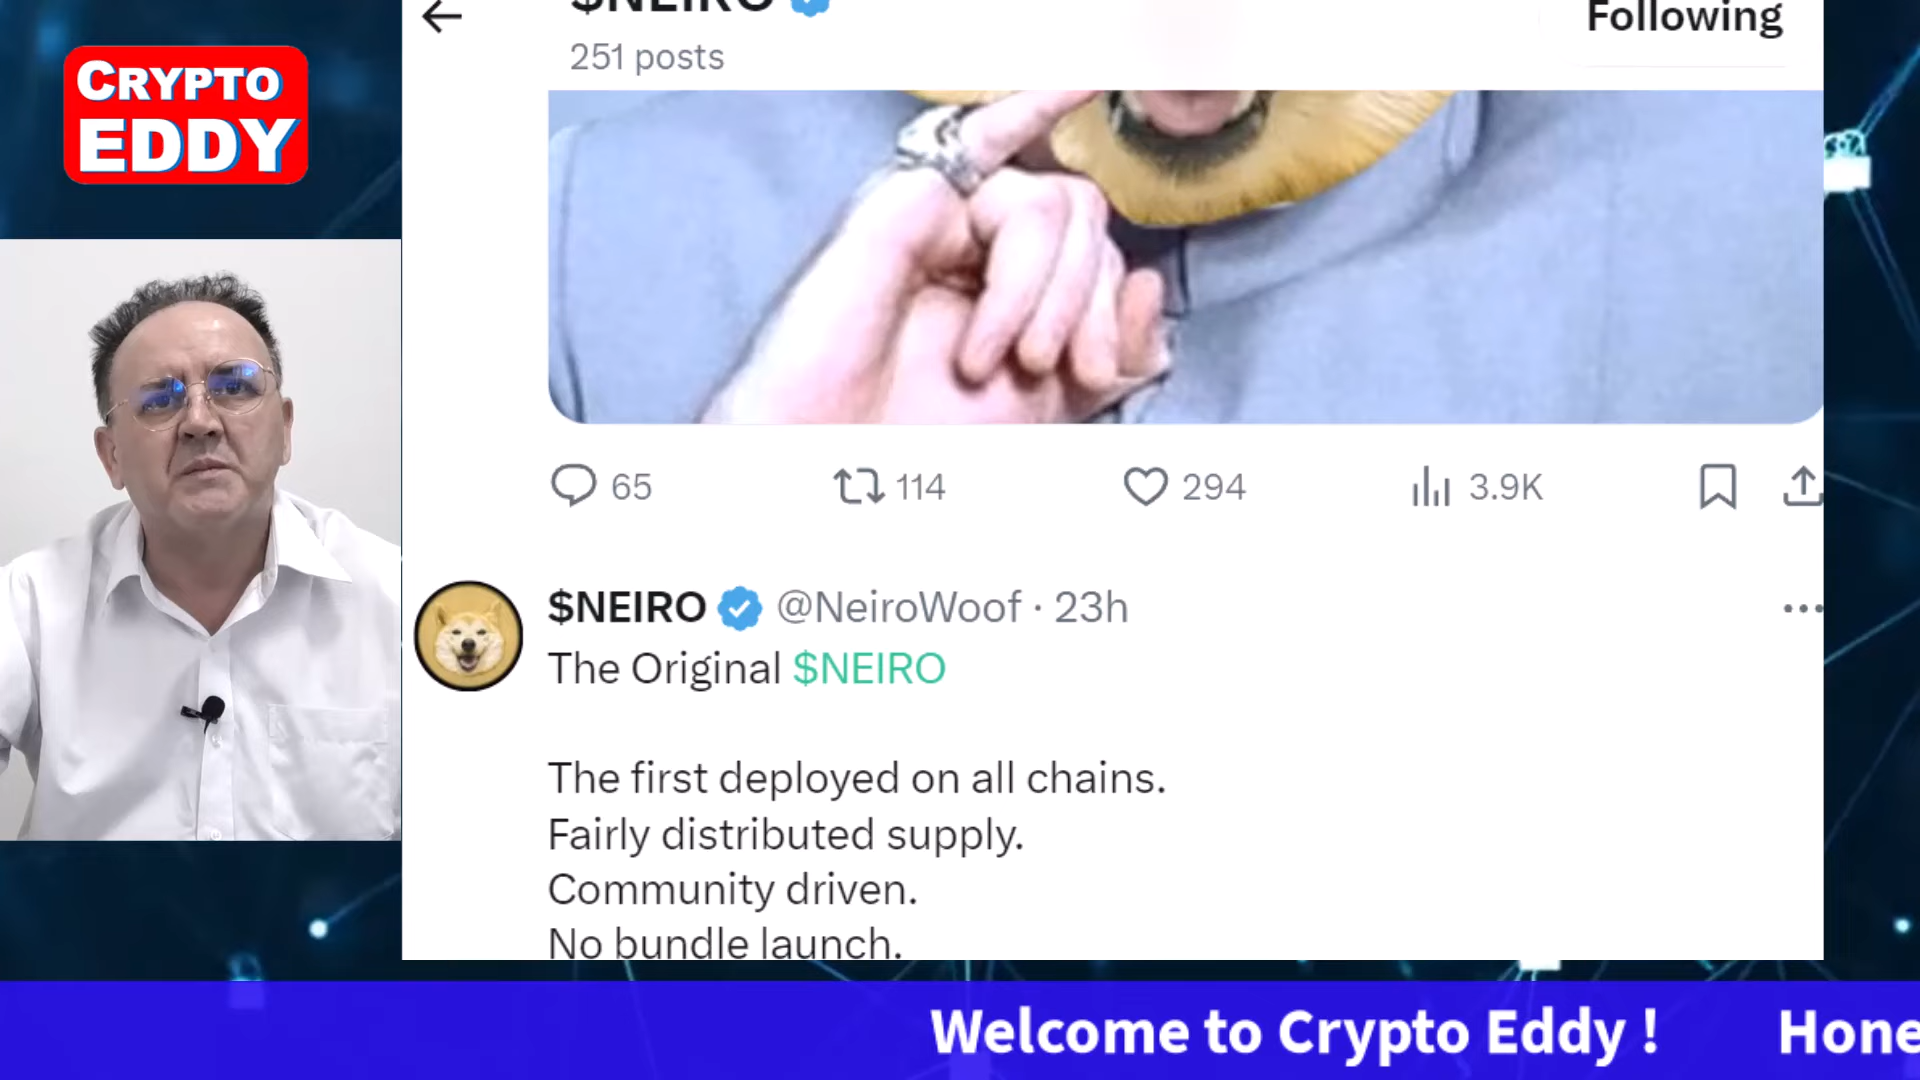 CRYPTO
EDDY
$NEIRO
251 posts
Following
65
114
294
3.9K
$NEIRO @NeiroWoof · 23h
The Original $NEIRO
The first deployed on all chains.
Fairly distributed supply.
Community driven.
No bundle launch.
Welcome to Crypto Eddy !